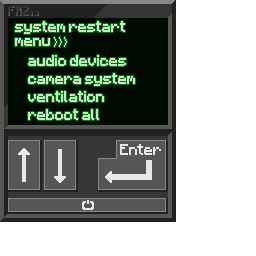 system restart
menu >>>
audio devices
camera system
ventilation
reboot all
Enter